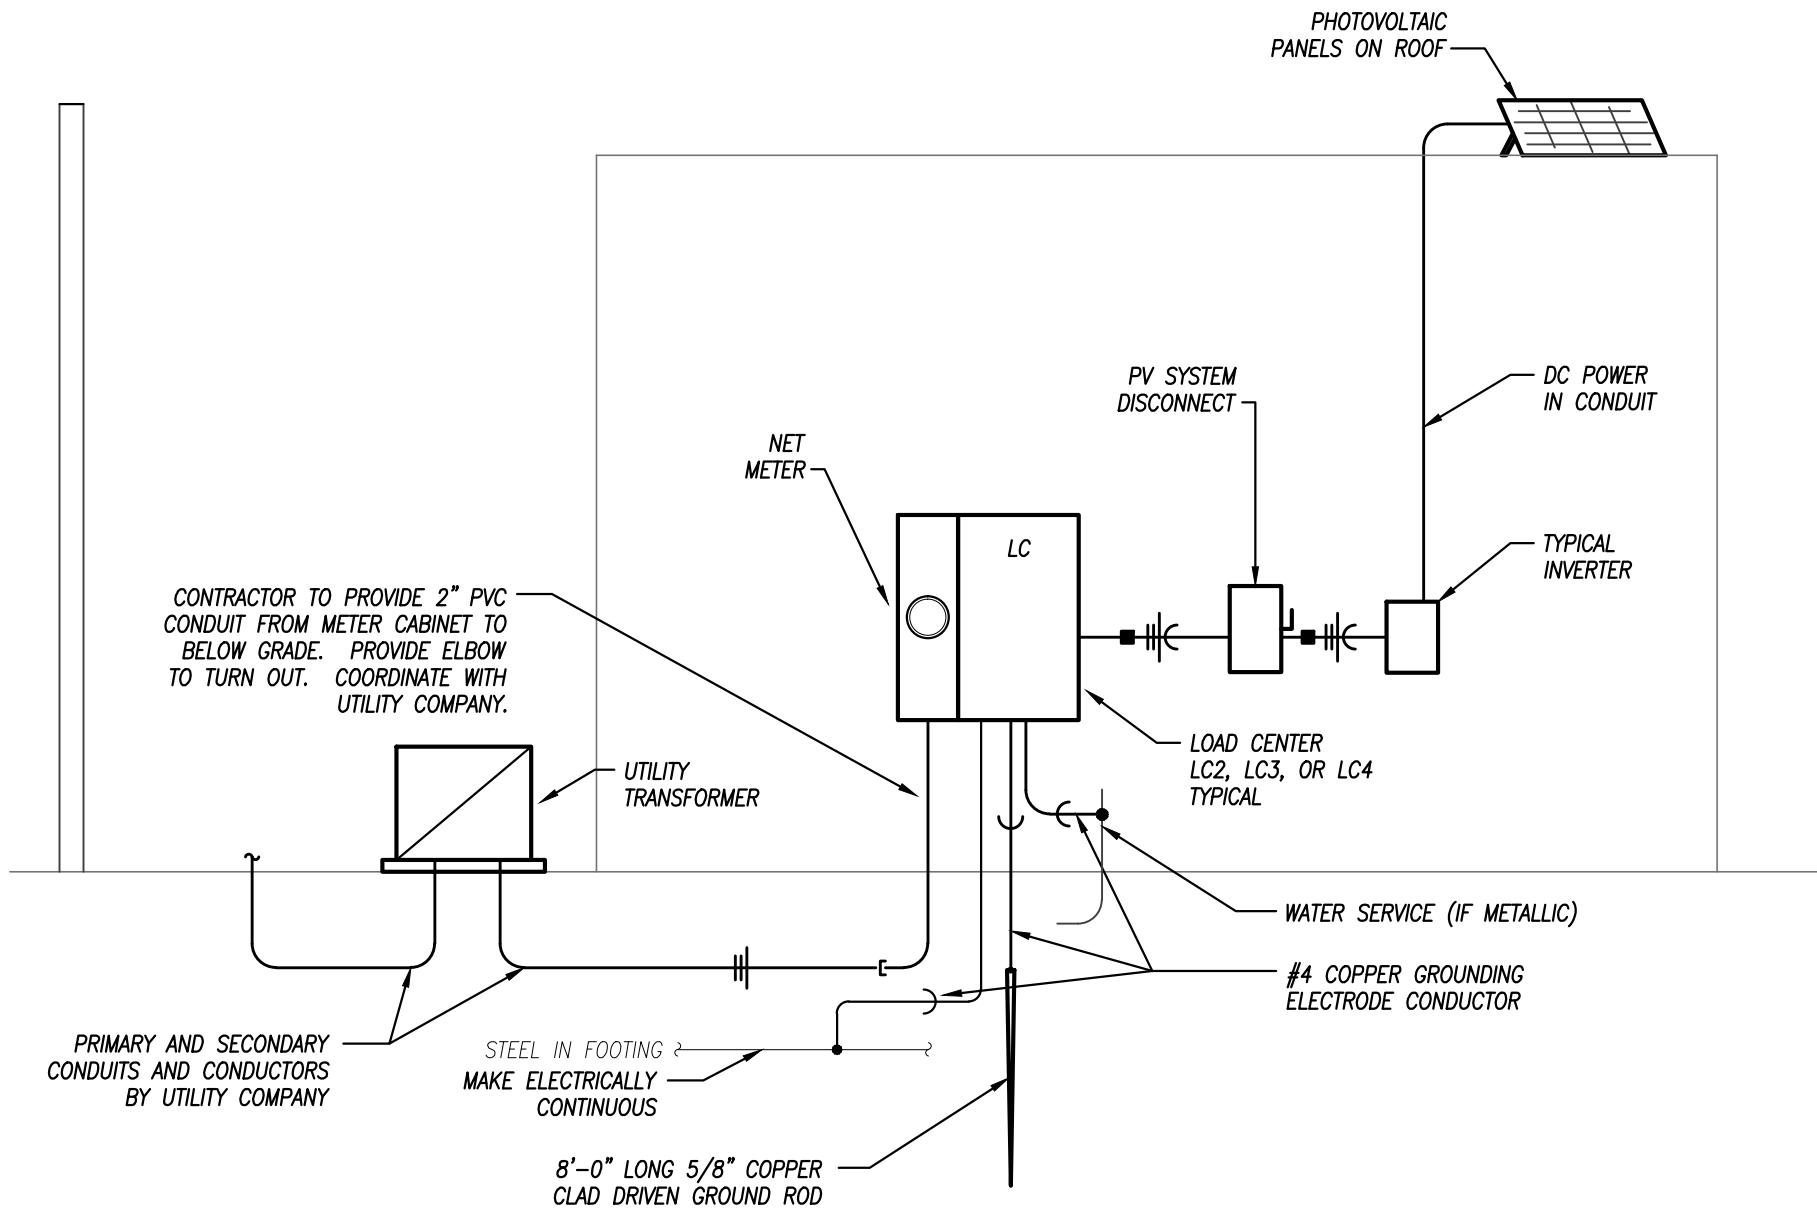 PHOTOVOLTAIC
PANELS ON ROOF
PV SYSTEM
DISCONNECT
DC POWER
IN CONDUIT
NET
METER
LC
TYPICAL
INVERTER
CONTRACTOR TO PROVIDE 2" PVC
CONDUIT FROM METER CABINET TO
BELOW GRADE. PROVIDE ELBOW
TO TURN OUT. COORDINATE WITH
UTILITY COMPANY.
UTILITY
TRANSFORMER
LOAD CENTER
LC2, LC3, OR LC4
TYPICAL
WATER SERVICE (IF METALLIC)
#4 COPPER GROUNDING
ELECTRODE CONDUCTOR
PRIMARY AND SECONDARY
CONDUITS AND CONDUCTORS
BY UTILITY COMPANY
STEEL IN FOOTING
MAKE ELECTRICALLY
CONTINUOUS
8'-0" LONG 5/8" COPPER
CLAD DRIVEN GROUND ROD